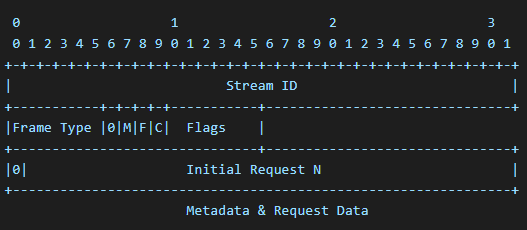 0                   1                   2                   3
 0 1 2 3 4 5 6 7 8 9 0 1 2 3 4 5 6 7 8 9 0 1 2 3 4 5 6 7 8 9 0 1
+-+-+-+-+-+-+-+-+-+-+-+-+-+-+-+-+-+-+-+-+-+-+-+-+-+-+-+-+-+-+-+-+
|                           Stream ID                           |
+-----------+-+-+-+-+-----------+-------------------------------+
|Frame Type |0|M|F|C|  Flags    |
+-------------------------------+-------------------------------+
|0|                    Initial Request N                        |
+---------------------------------------------------------------+
                      Metadata & Request Data